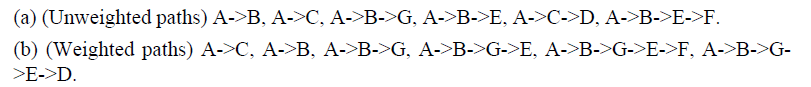 (a) (Unweighted paths) A->B, A->C, A->B->G, A->B->E, A->C->D, A->B->E->F.
(b) (Weighted paths) A->C, A->B, A->B->G, A->B->G->E, A->B->G->E->F, A->B->G-
>E->D.